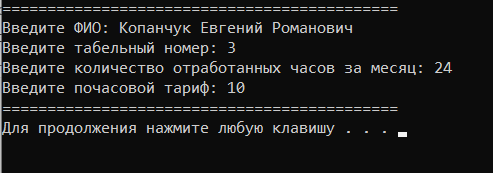 ============================================
Введите ФИО: Копанчук Евгений Романович
Введите табельный номер: 3
Введите количество отработанных часов за месяц: 24
Введите почасовой тариф: 10
============================================
Для продолжения нажмите любую клавишу . . .